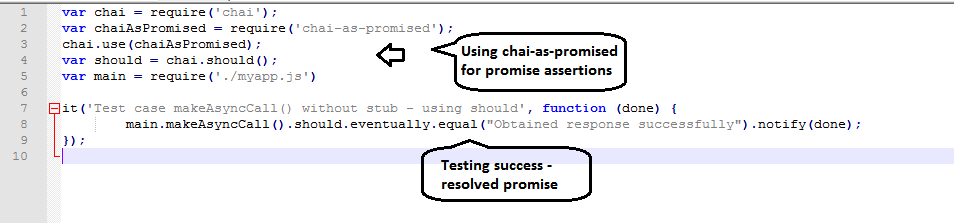 1 var chai = require('chai');
2 var chaiAsPromised = require('chai-as-promised');
3 chai.use(chaiAsPromised);
4 var should = chai.should();
5 var main = require('./myapp.js')
6
7 it('Test case makeAsyncCall() without stub - using should', function (done) {
8 main.makeAsyncCall().should.eventually.equal("Obtained response successfully").notify(done);
9 });
10
Using chai-as-promised
for promise assertions
Testing success -
resolved promise